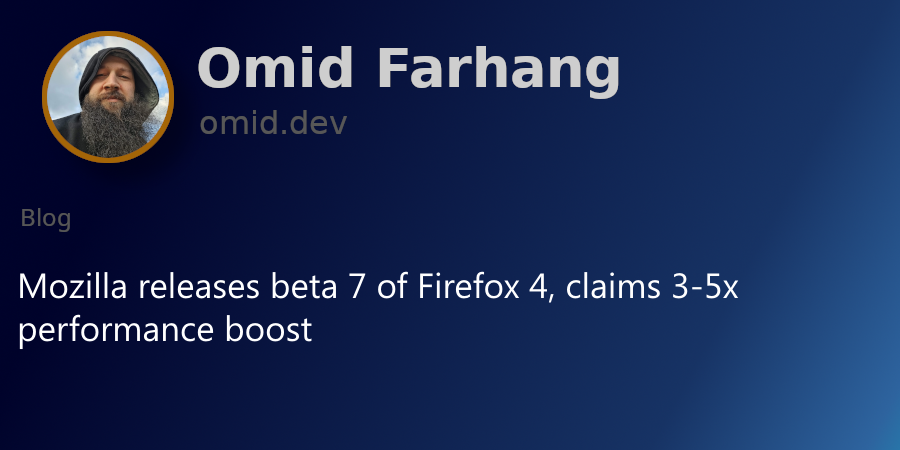 Omid Farhang
omid.dev
Blog
Mozilla releases beta 7 of Firefox 4, claims 3-5x
performance boost